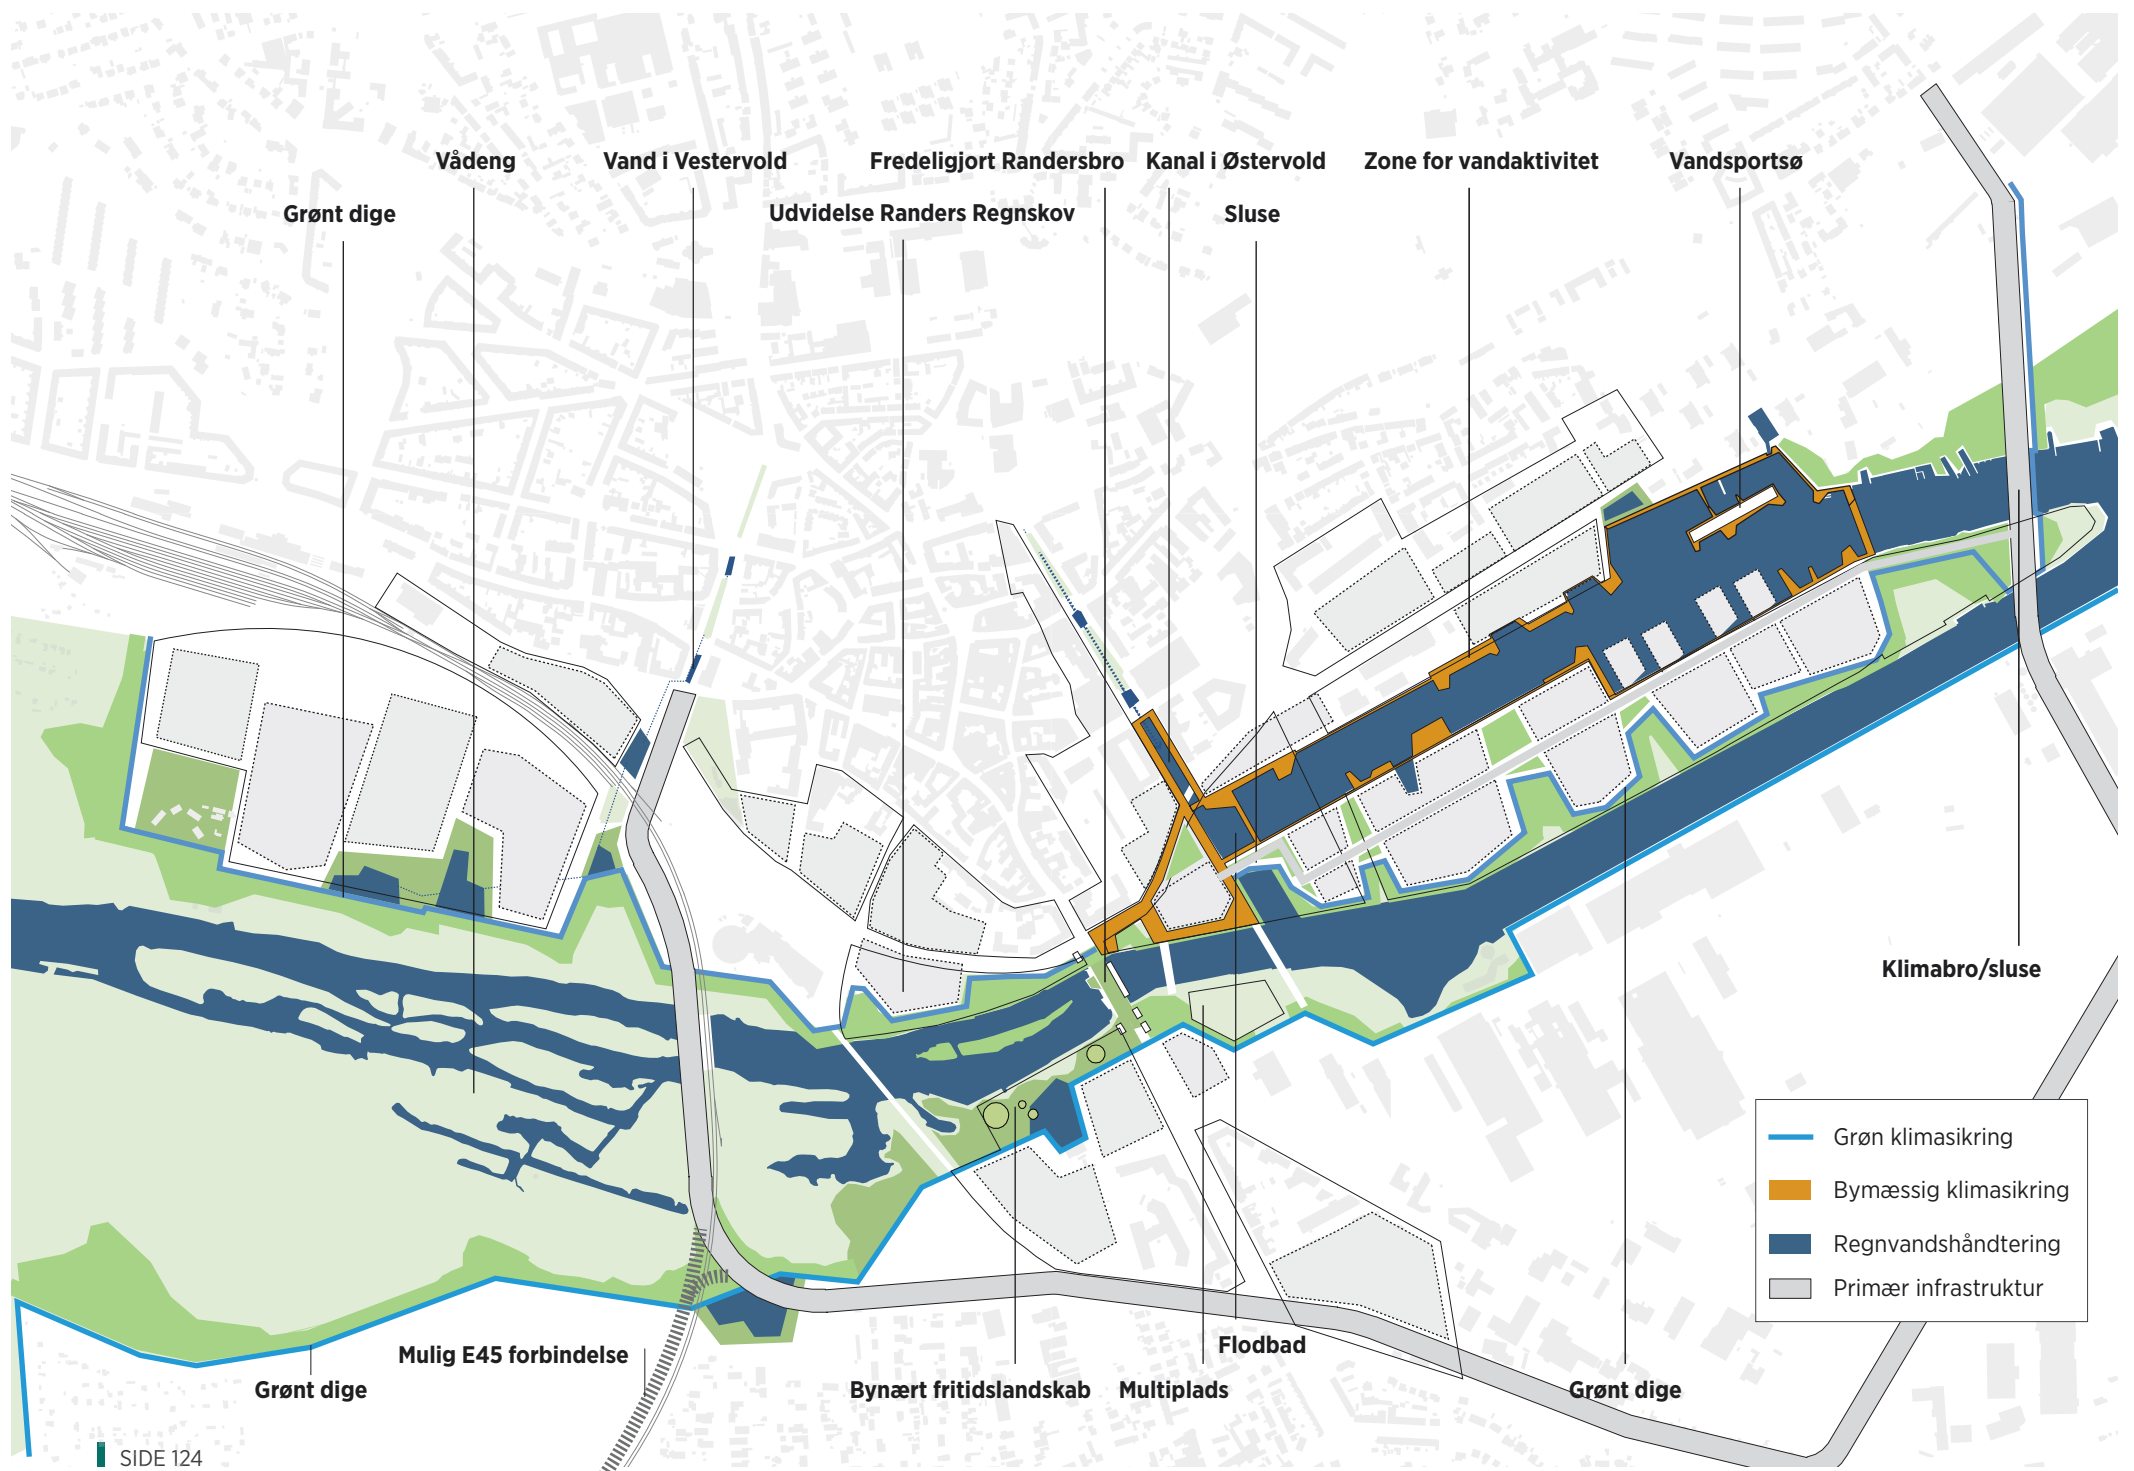 Vådeng
Vand i Vestervold
Fredeligjort Randersbro
Kanal i Østervold
Zone for vandaktivitet
Vandsportsø
Grønt dige
Udvidelse Randers Regnskov
Sluse
Klimabro/sluse
Grøn klimasikring
Bymæssig klimasikring
Regnvandshåndtering
Primær infrastruktur
Mulig E45 forbindelse
Flodbad
Grønt dige
Bynært fritidslandskab
Multiplads
Grønt dige
SIDE 124